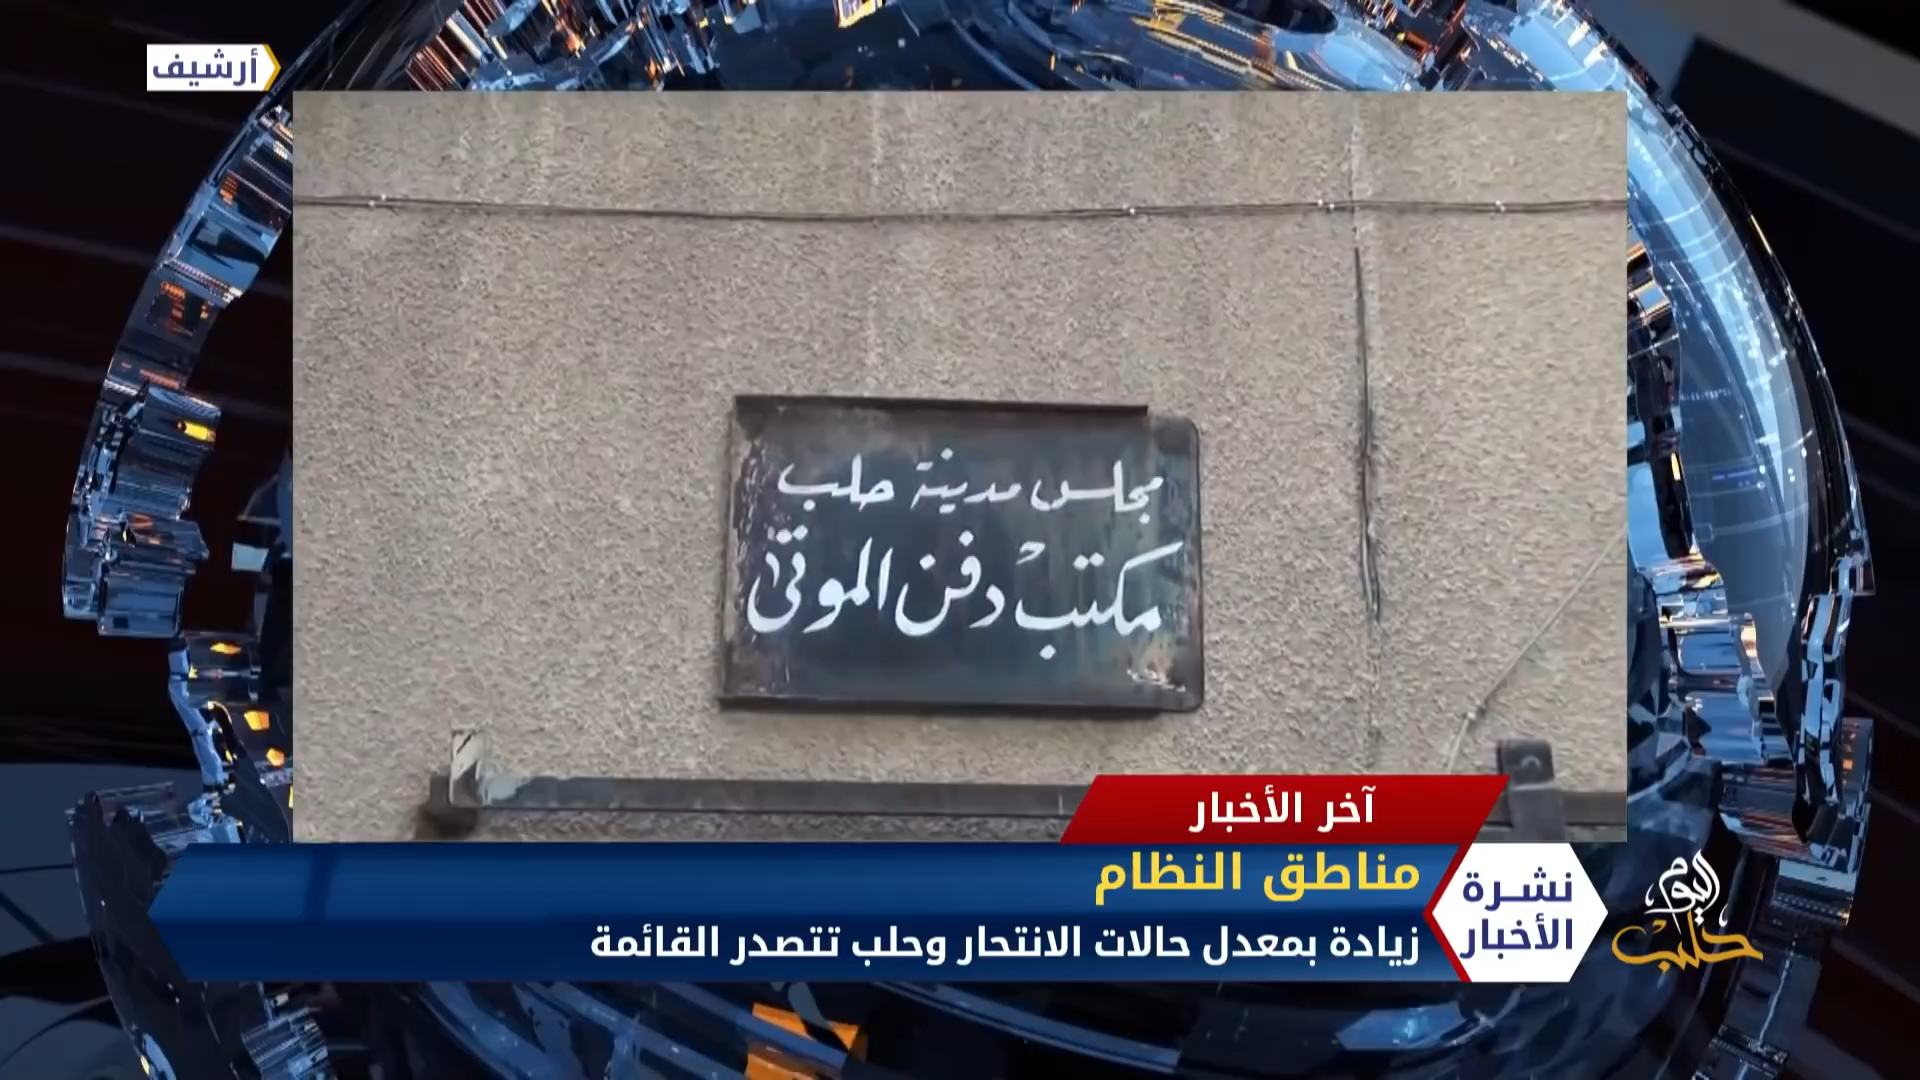 أرشيف
مجلس مدينة حلب
مكتب دفن الموتى
آخر الأخبار
مناطق النظام
زيادة بمعدل حالات الانتحار وحلب تتصدر القائمة
نشرة
الأخبار
حلب
اليوم